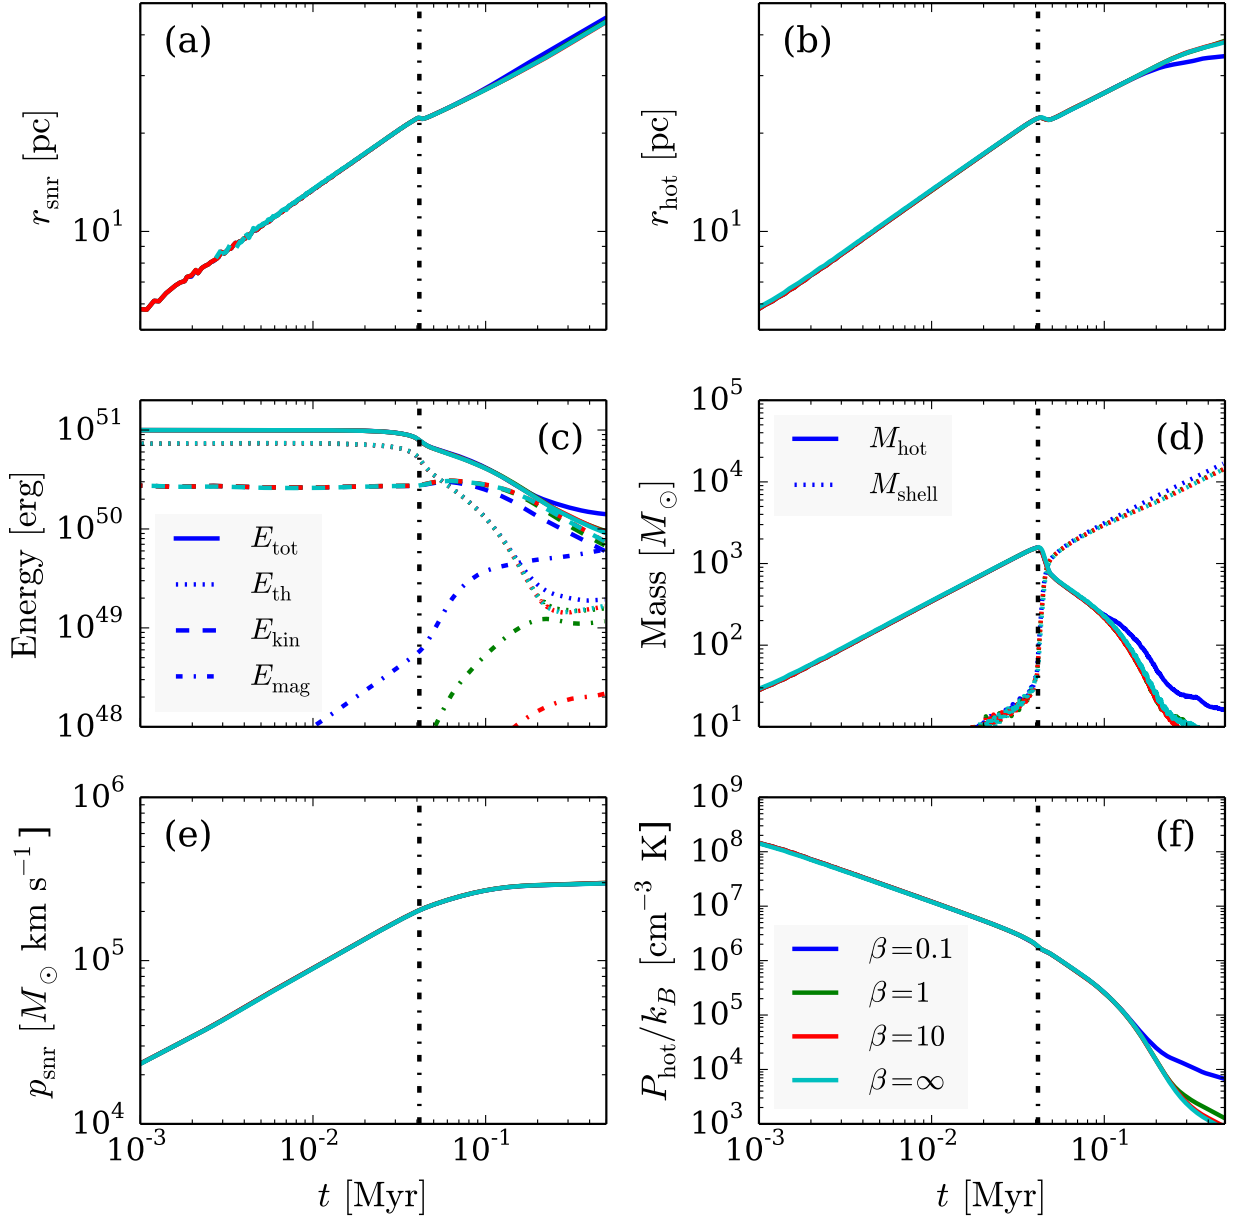 (a)
r_snr [pc]
10^1
(b)
r_hot [pc]
10^1
(c)
Energy [erg]
10^51
10^50
10^49
10^48
E_tot
E_th
E_kin
E_mag
(d)
Mass [M_⊙]
10^5
10^4
10^3
10^2
10^1
M_hot
M_shell
(e)
p_snr [M_⊙ km s^−1]
10^6
10^5
10^4
10^-3
10^-2
10^-1
t [Myr]
(f)
P_hot/k_B [cm^−3 K]
10^9
10^8
10^7
10^6
10^5
10^4
10^3
β=0.1
β=1
β=10
β=∞
10^-3
10^-2
10^-1
t [Myr]